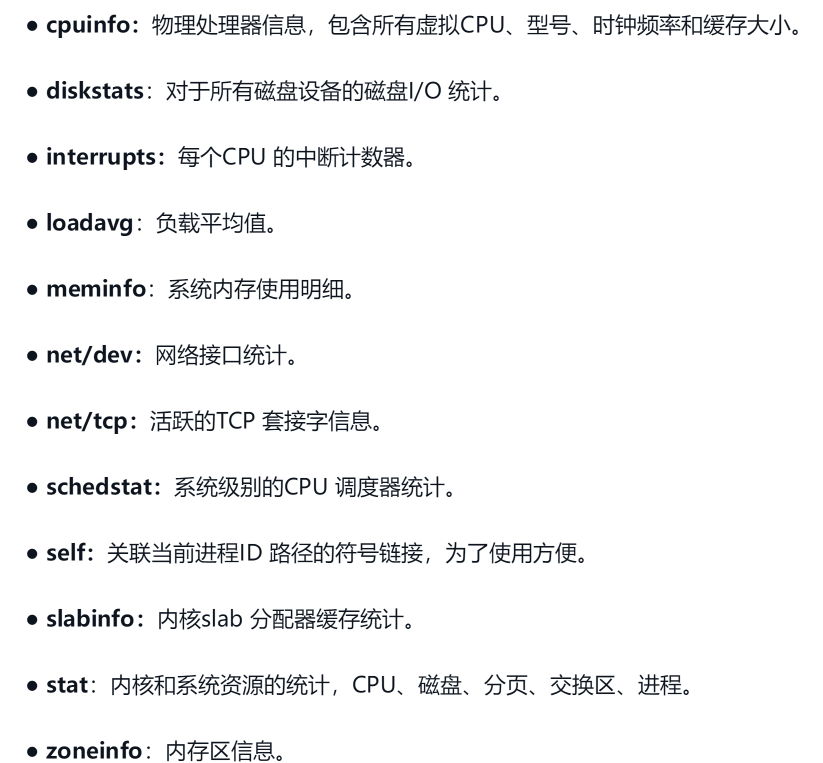 ● cpuinfo：物理处理器信息，包含所有虚拟CPU、型号、时钟频率和缓存大小。
● diskstats：对于所有磁盘设备的磁盘I/O 统计。
● interrupts：每个CPU 的中断计数器。
● loadavg：负载平均值。
● meminfo：系统内存使用明细。
● net/dev：网络接口统计。
● net/tcp：活跃的TCP 套接字信息。
● schedstat：系统级别的CPU 调度器统计。
● self：关联当前进程ID 路径的符号链接，为了使用方便。
● slabinfo：内核slab 分配器缓存统计。
● stat：内核和系统资源的统计，CPU、磁盘、分页、交换区、进程。
● zoneinfo：内存区信息。